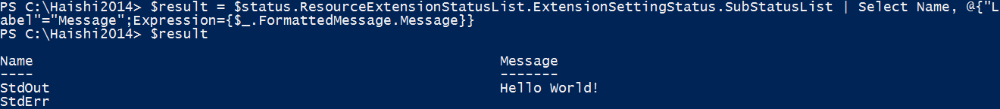 PS C:\Haishi2014> $result = $status.ResourceExtensionStatusList.ExtensionSettingStatus.SubStatusList | Select Name, @{"L
abel"="Message";Expression={$_.FormattedMessage.Message}}
PS C:\Haishi2014> $result
Name Message
---- -------
StdOut Hello World!
StdErr